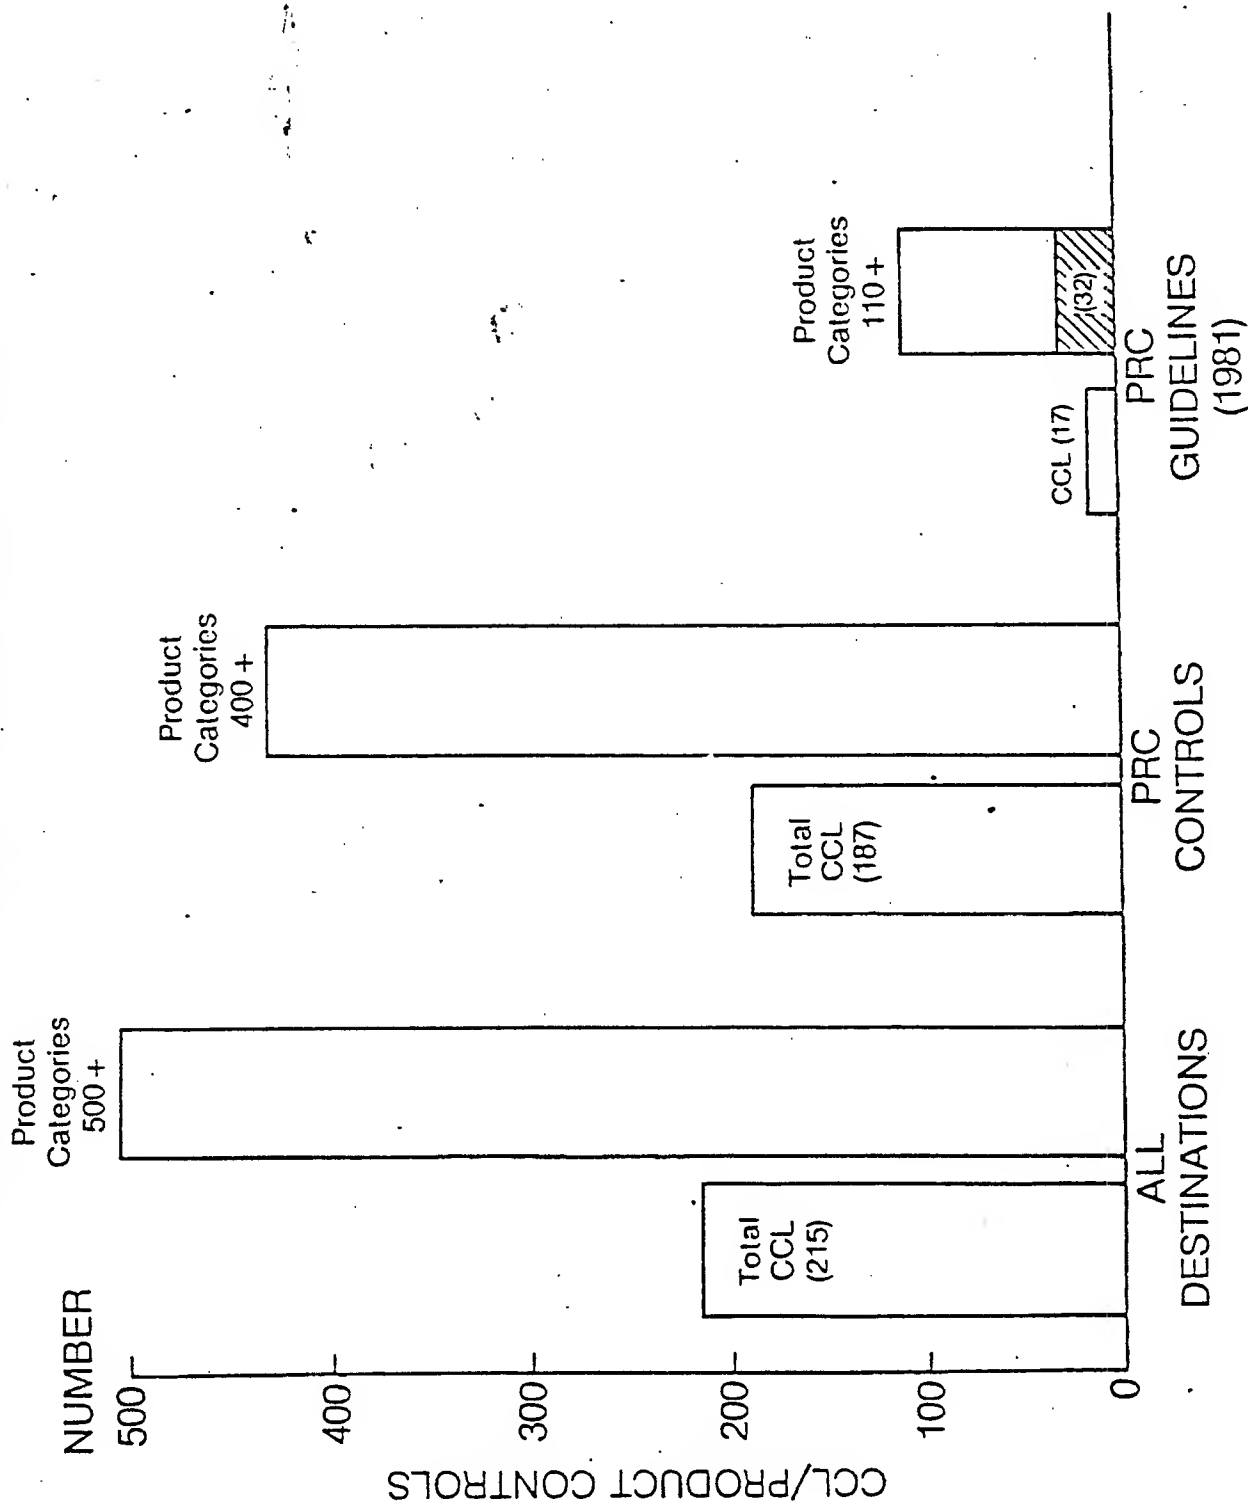 NUMBER
500
400
300
200
100
0
CCL/PRODUCT CONTROLS
Total
CCL
(215)
Product
Categories
500+
ALL
DESTINATIONS
Total
CCL
(187)
Product
Categories
400+
PRC
CONTROLS
CCL (17)
Product
Categories
110+
(32)
PRC
GUIDELINES
(1981)